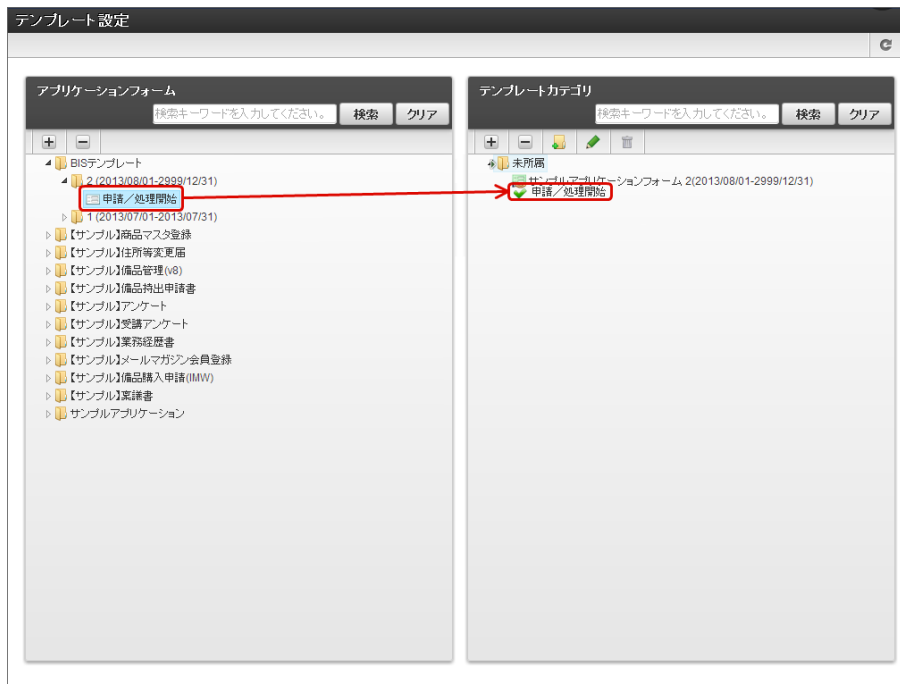 テンプレート設定
アプリケーションフォーム
検索キーワードを入力してください。 検索 クリア
BISテンプレート
2 (2013/08/01-2999/12/31)
申請／処理開始
1 (2013/07/01-2013/07/31)
【サンプル】商品マスタ登録
【サンプル】住所等変更届
【サンプル】備品管理(v8)
【サンプル】備品持出申請書
【サンプル】アンケート
【サンプル】受講アンケート
【サンプル】業務経歴書
【サンプル】メールマガジン会員登録
【サンプル】備品購入申請(IMW)
【サンプル】稟議書
サンプルアプリケーション
テンプレートカテゴリ
検索キーワードを入力してください。 検索 クリア
未所属
サンプルアプリケーションフォーム 2(2013/08/01-2999/12/31)
申請／処理開始